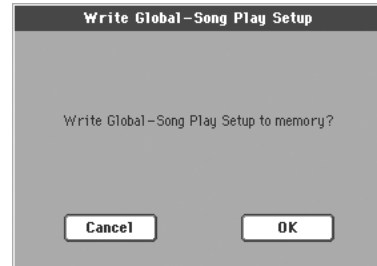 Write Global-Song Play Setup
Write Global-Song Play Setup to memory?
Cancel
OK